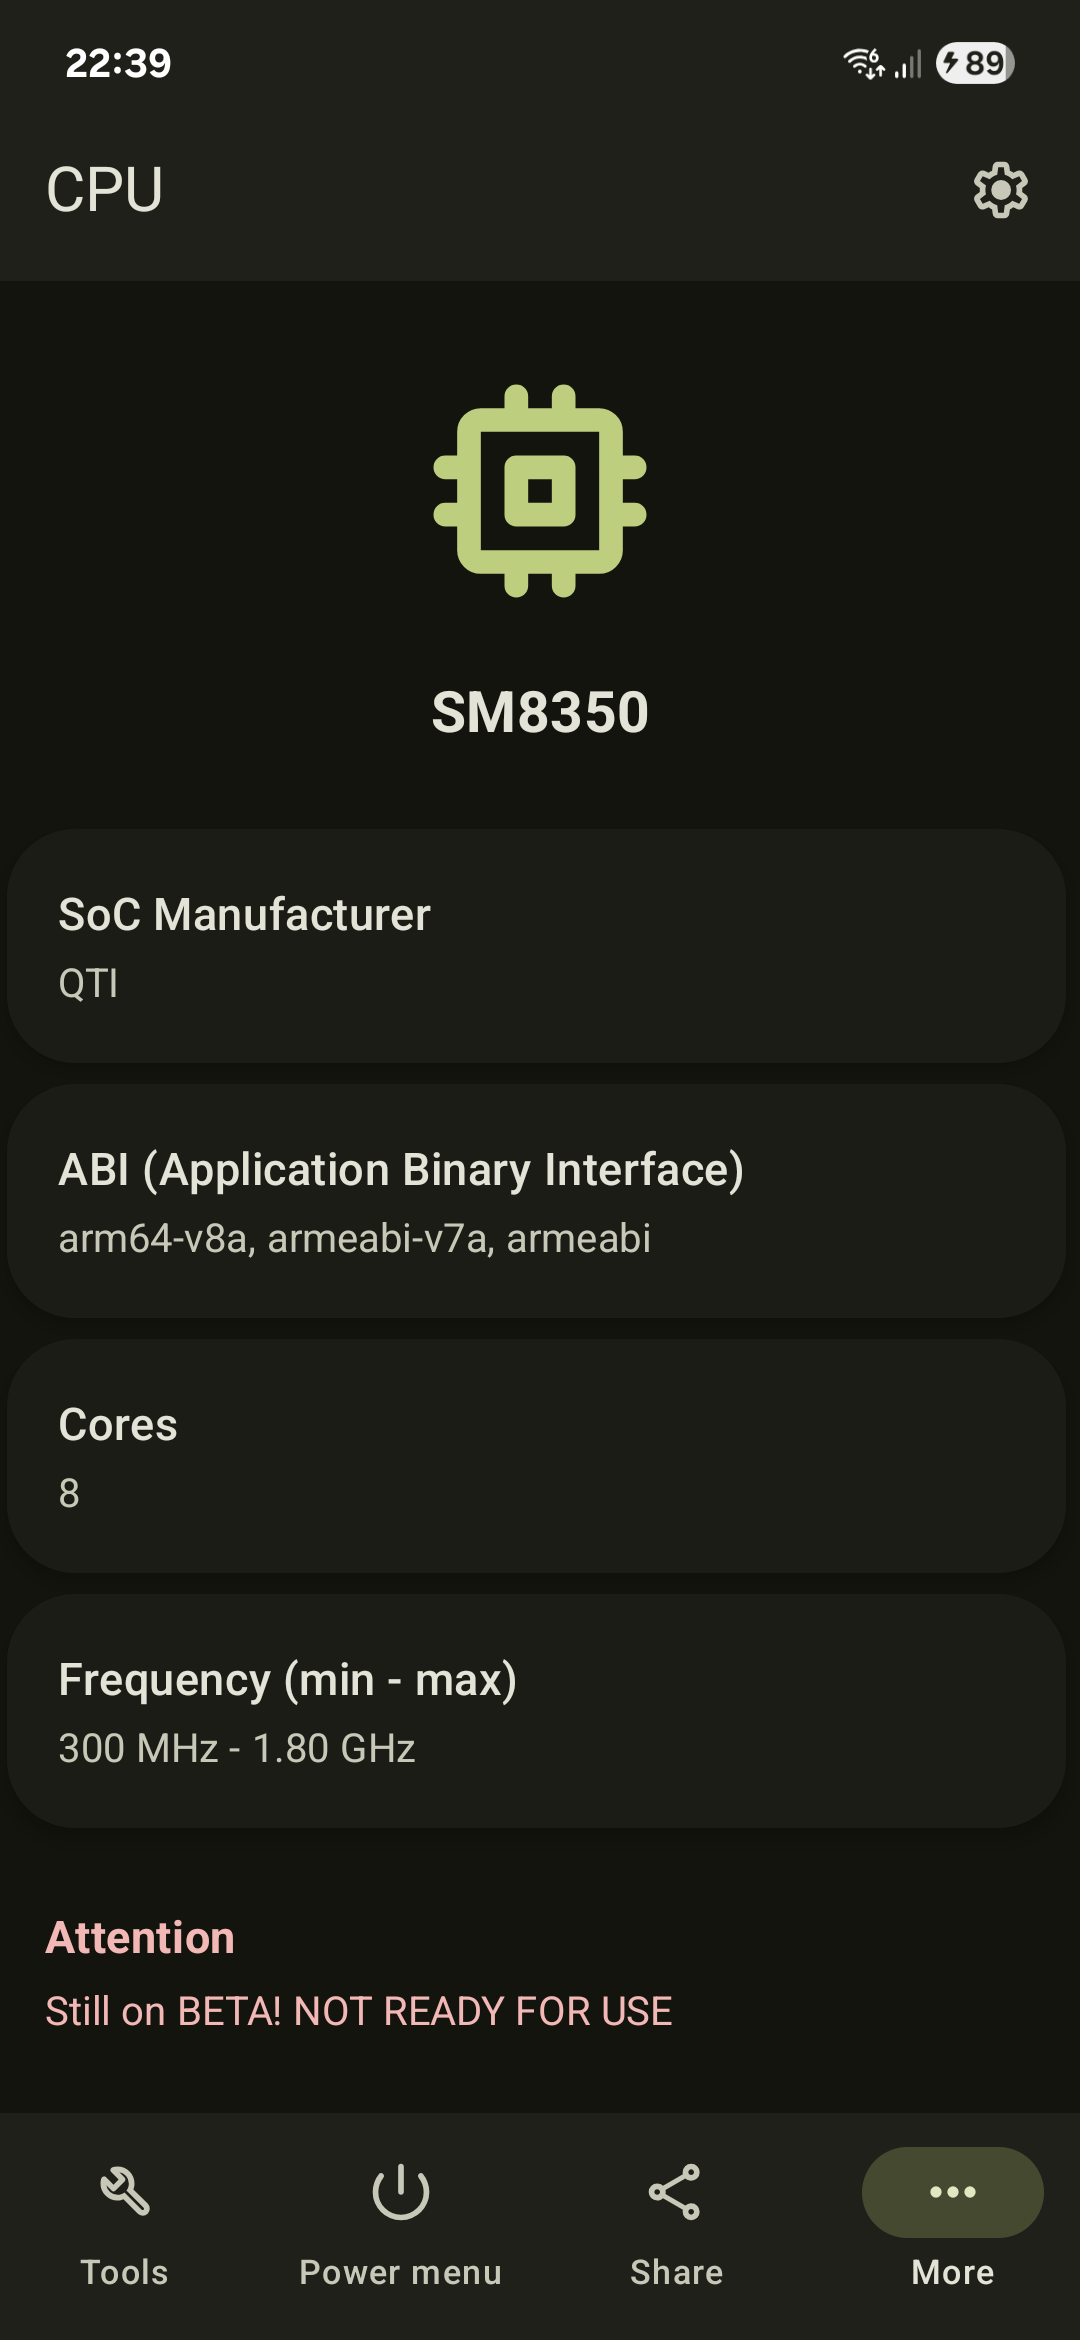 22:39
6
89
CPU
SM8350
SoC Manufacturer
QTI
ABI (Application Binary Interface)
arm64-v8a, armeabi-v7a, armeabi
Cores
8
Frequency (min - max)
300 MHz - 1.80 GHz
Attention
Still on BETA! NOT READY FOR USE
Tools
Power menu
Share
More